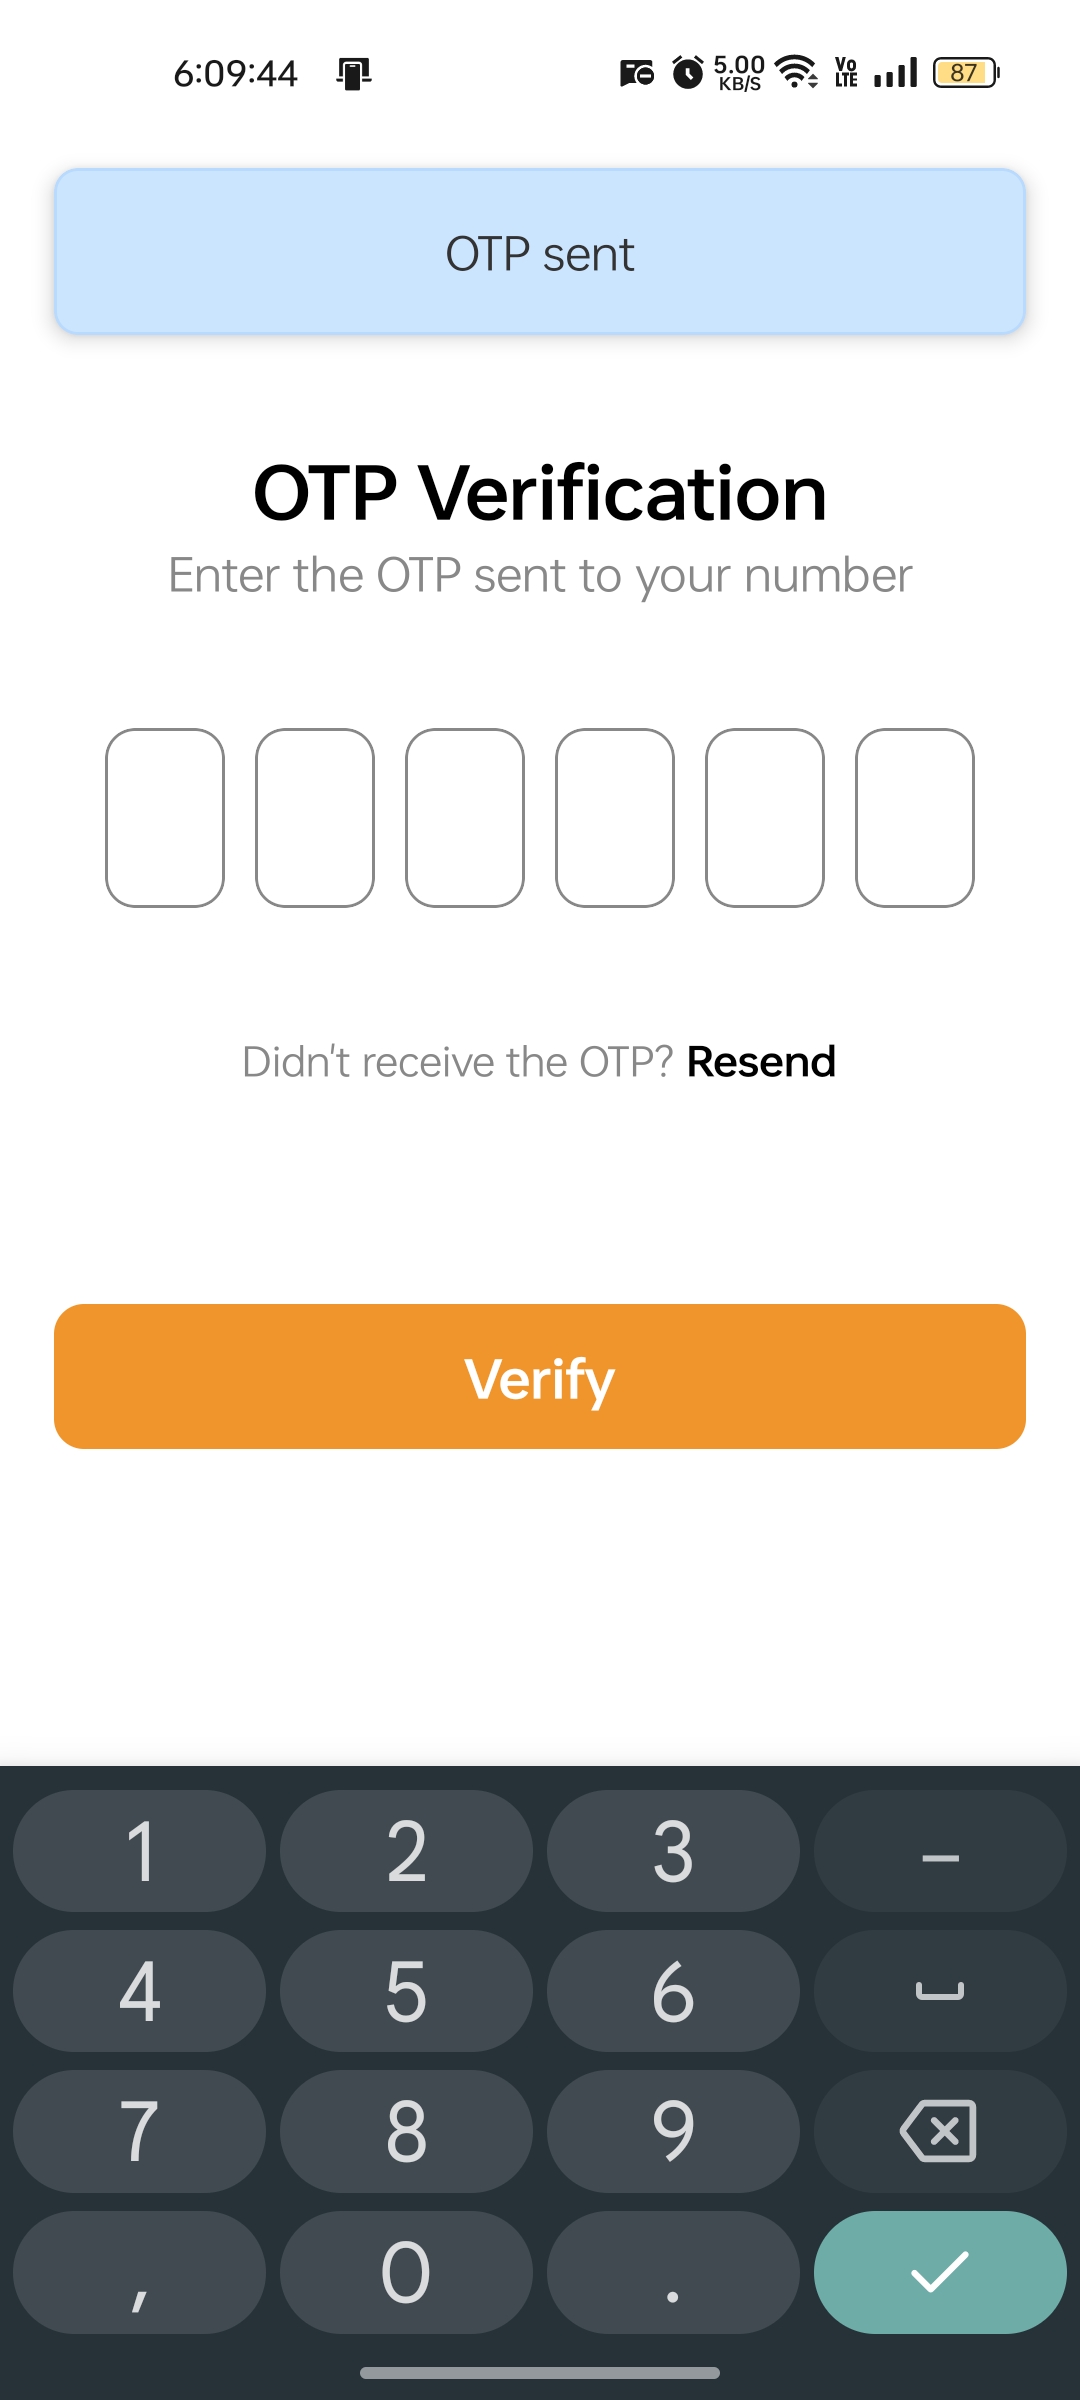 6:09:44 5.00 KB/S Vo LTE 87
OTP sent
OTP Verification
Enter the OTP sent to your number
Didn't receive the OTP? Resend
Verify
1 2 3 –
4 5 6
7 8 9
, 0 .